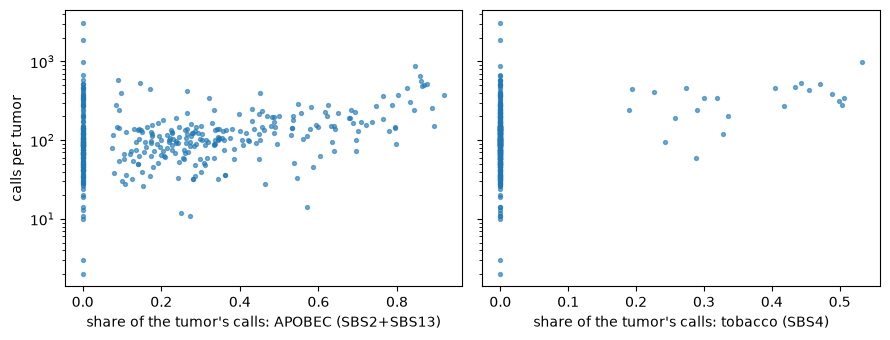 calls per tumor
10³
10²
10¹
0.0 0.2 0.4 0.6 0.8
share of the tumor's calls: APOBEC (SBS2+SBS13)
0.0 0.1 0.2 0.3 0.4 0.5
share of the tumor's calls: tobacco (SBS4)